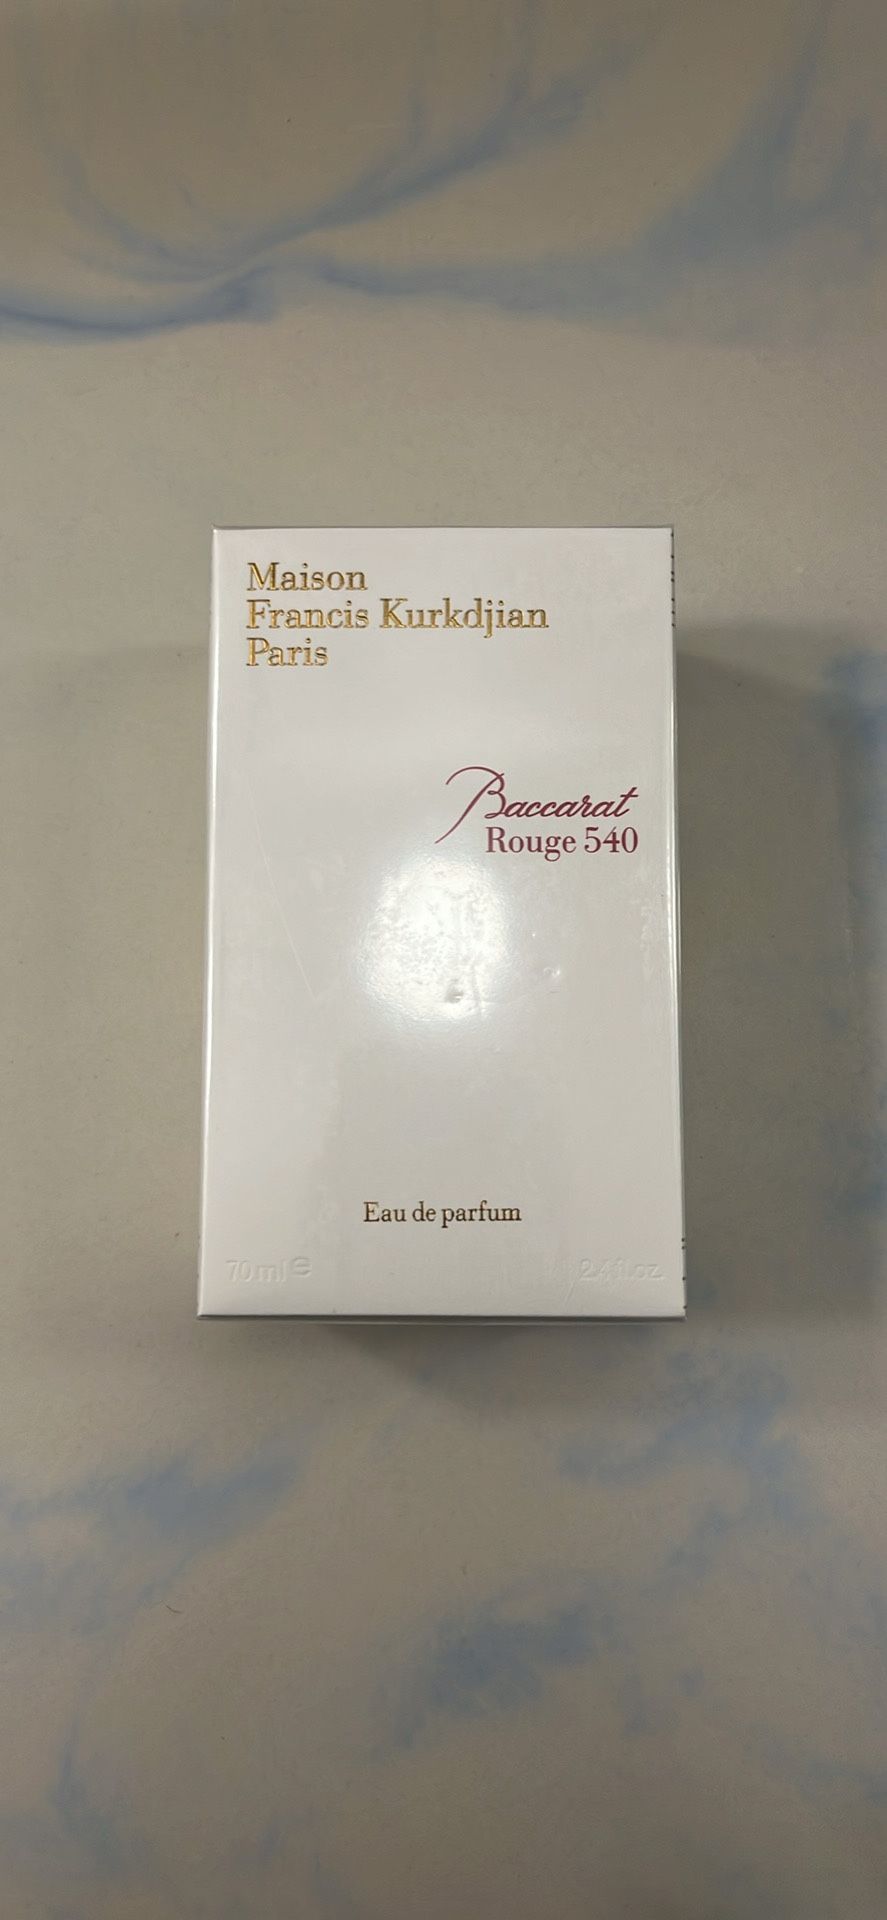 Maison
Francis Kurkdjian
Paris
Baccarat
Rouge 540
Eau de parfum
70 ml ℮ 2.4 fl.oz.